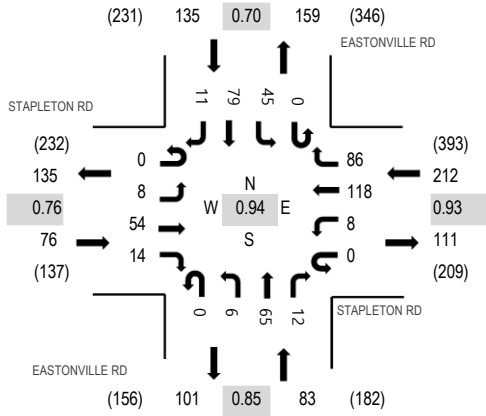 (231) 135 0.70 159 (346)
EASTONVILLE RD
11 79 45 0
STAPLETON RD
(232)
135
0.76
76
(137)
0
8
54
14
N
W 0.94 E
S
86
118
8
0
(393)
212
0.93
111
(209)
0 6 65 12
STAPLETON RD
EASTONVILLE RD
(156) 101 0.85 83 (182)